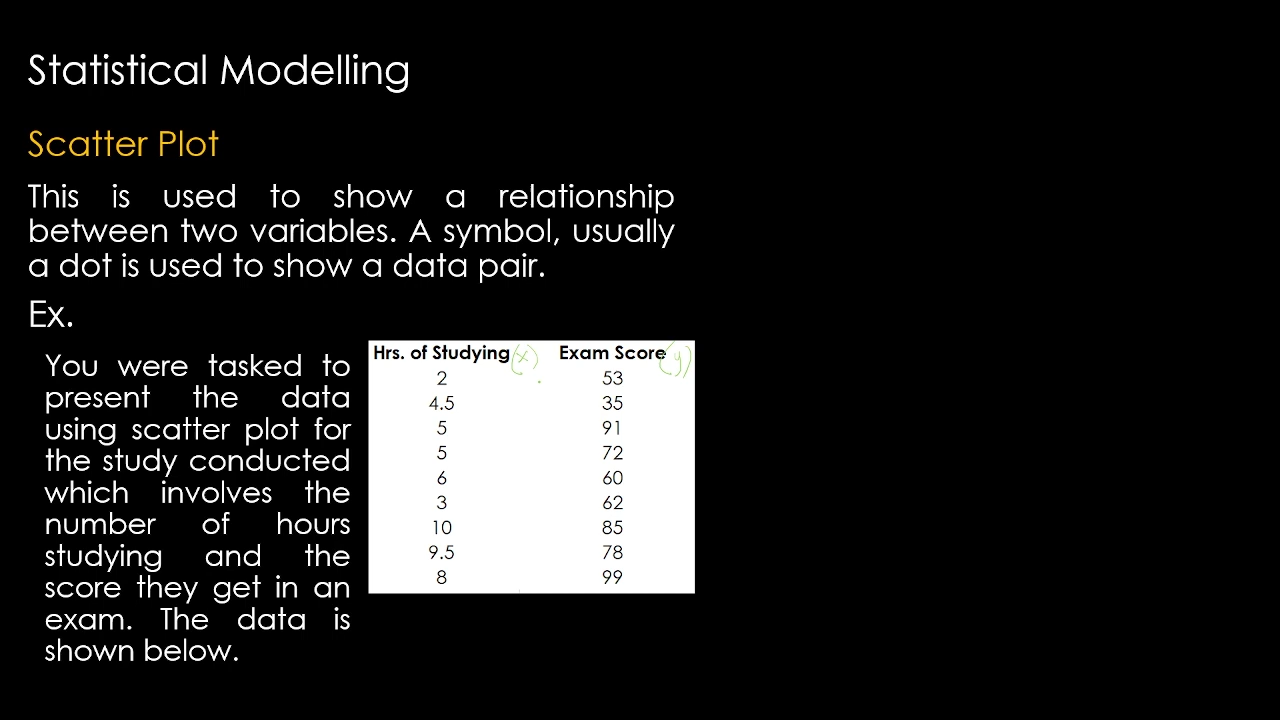 Statistical Modelling
Scatter Plot
This is used to show a relationship
between two variables. A symbol, usually
a dot is used to show a data pair.
Ex.
You were tasked to
present the data
using scatter plot for
the study conducted
which involves the
number of hours
studying and the
score they get in an
exam. The data is
shown below.
Hrs. of Studying (x) Exam Score (y)
2 53
4.5 35
5 91
5 72
6 60
3 62
10 85
9.5 78
8 99